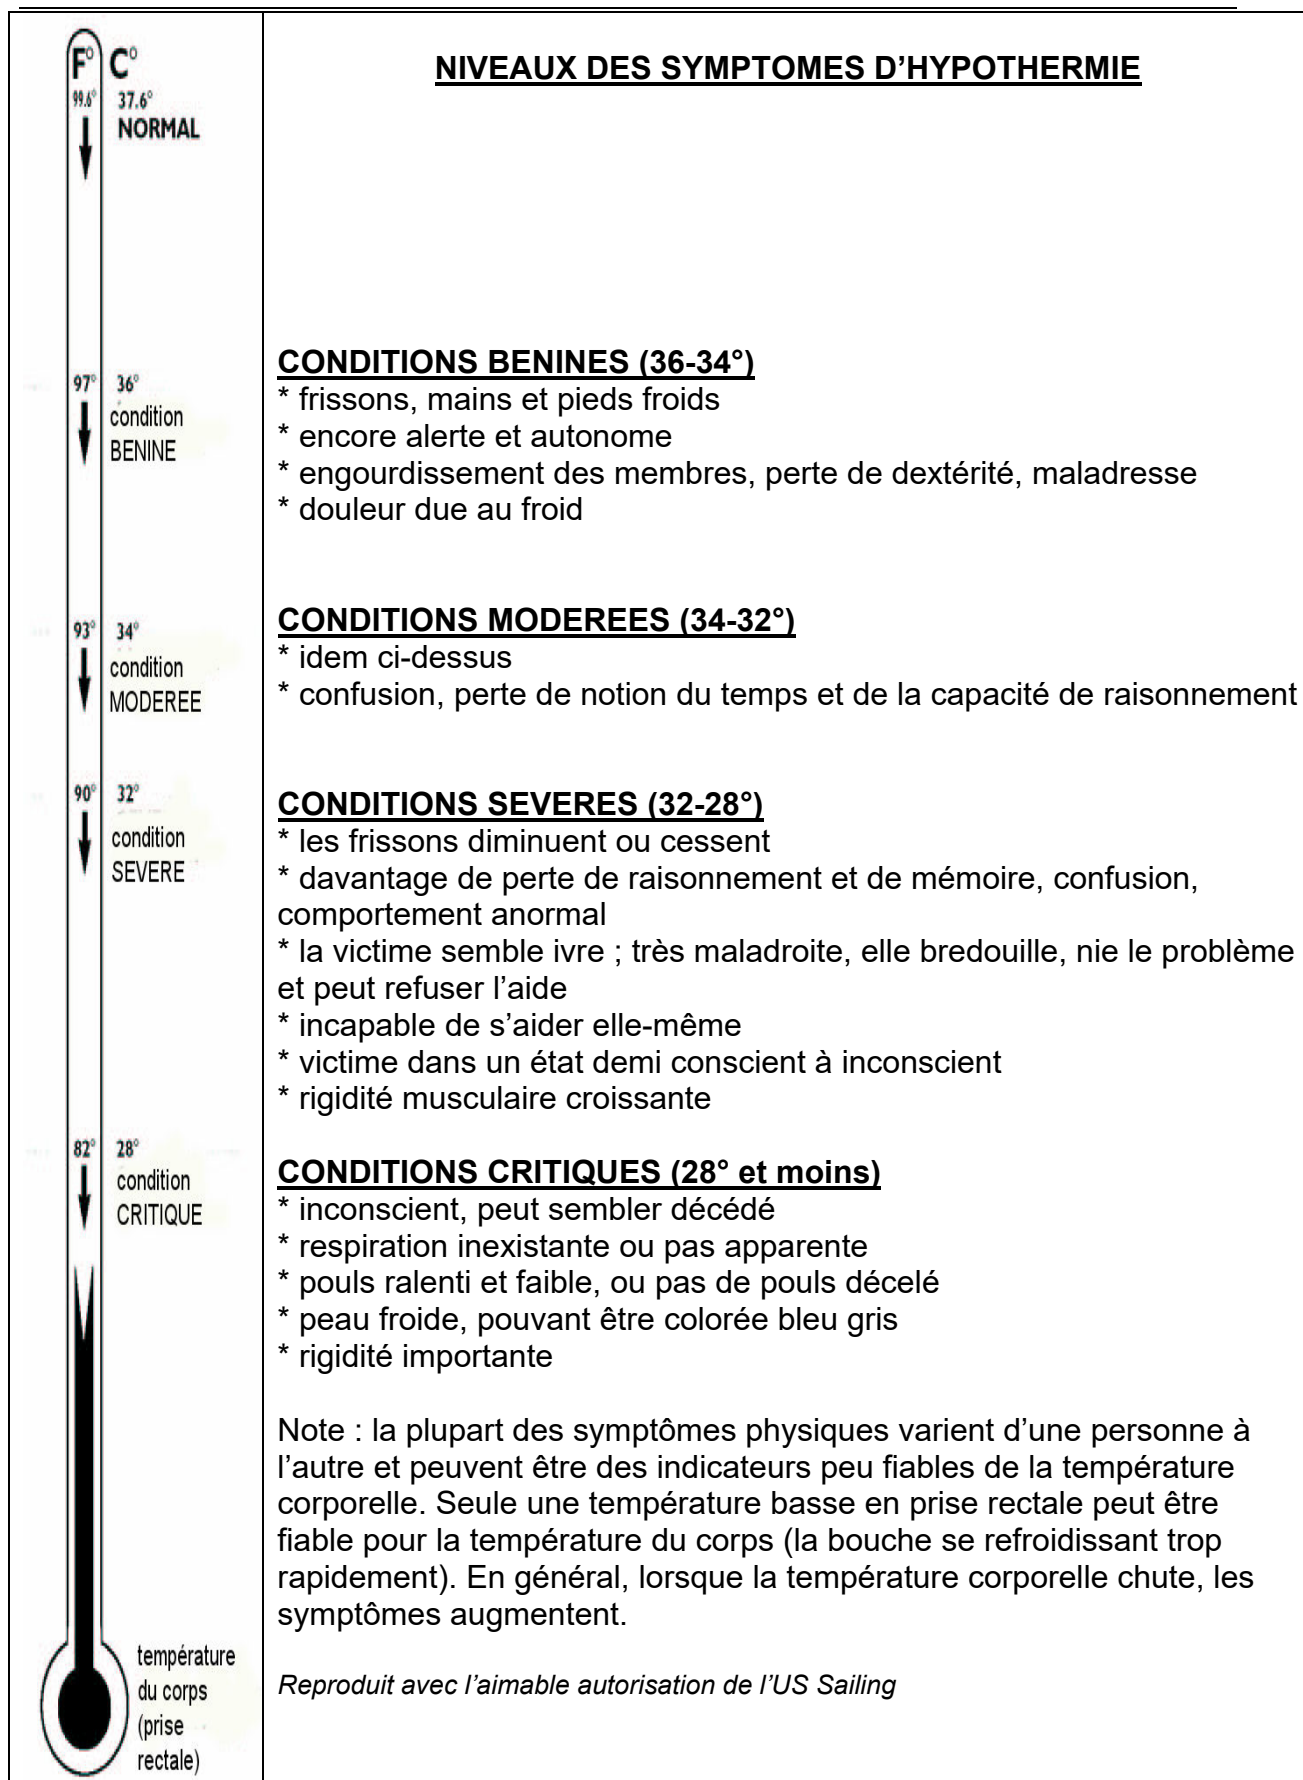 F° C°
99.6° 37.6°
NORMAL
97° 36°
condition
BENINE
93° 34°
condition
MODEREE
90° 32°
condition
SEVERE
82° 28°
condition
CRITIQUE
température
du corps
(prise
rectale)
NIVEAUX DES SYMPTOMES D’HYPOTHERMIE
CONDITIONS BENINES (36-34°)
* frissons, mains et pieds froids
* encore alerte et autonome
* engourdissement des membres, perte de dextérité, maladresse
* douleur due au froid
CONDITIONS MODEREES (34-32°)
* idem ci-dessus
* confusion, perte de notion du temps et de la capacité de raisonnement
CONDITIONS SEVERES (32-28°)
* les frissons diminuent ou cessent
* davantage de perte de raisonnement et de mémoire, confusion,
comportement anormal
* la victime semble ivre ; très maladroite, elle bredouille, nie le problème
et peut refuser l’aide
* incapable de s’aider elle-même
* victime dans un état demi conscient à inconscient
* rigidité musculaire croissante
CONDITIONS CRITIQUES (28° et moins)
* inconscient, peut sembler décédé
* respiration inexistante ou pas apparente
* pouls ralenti et faible, ou pas de pouls décelé
* peau froide, pouvant être colorée bleu gris
* rigidité importante
Note : la plupart des symptômes physiques varient d’une personne à
l’autre et peuvent être des indicateurs peu fiables de la température
corporelle. Seule une température basse en prise rectale peut être
fiable pour la température du corps (la bouche se refroidissant trop
rapidement). En général, lorsque la température corporelle chute, les
symptômes augmentent.
Reproduit avec l’aimable autorisation de l’US Sailing